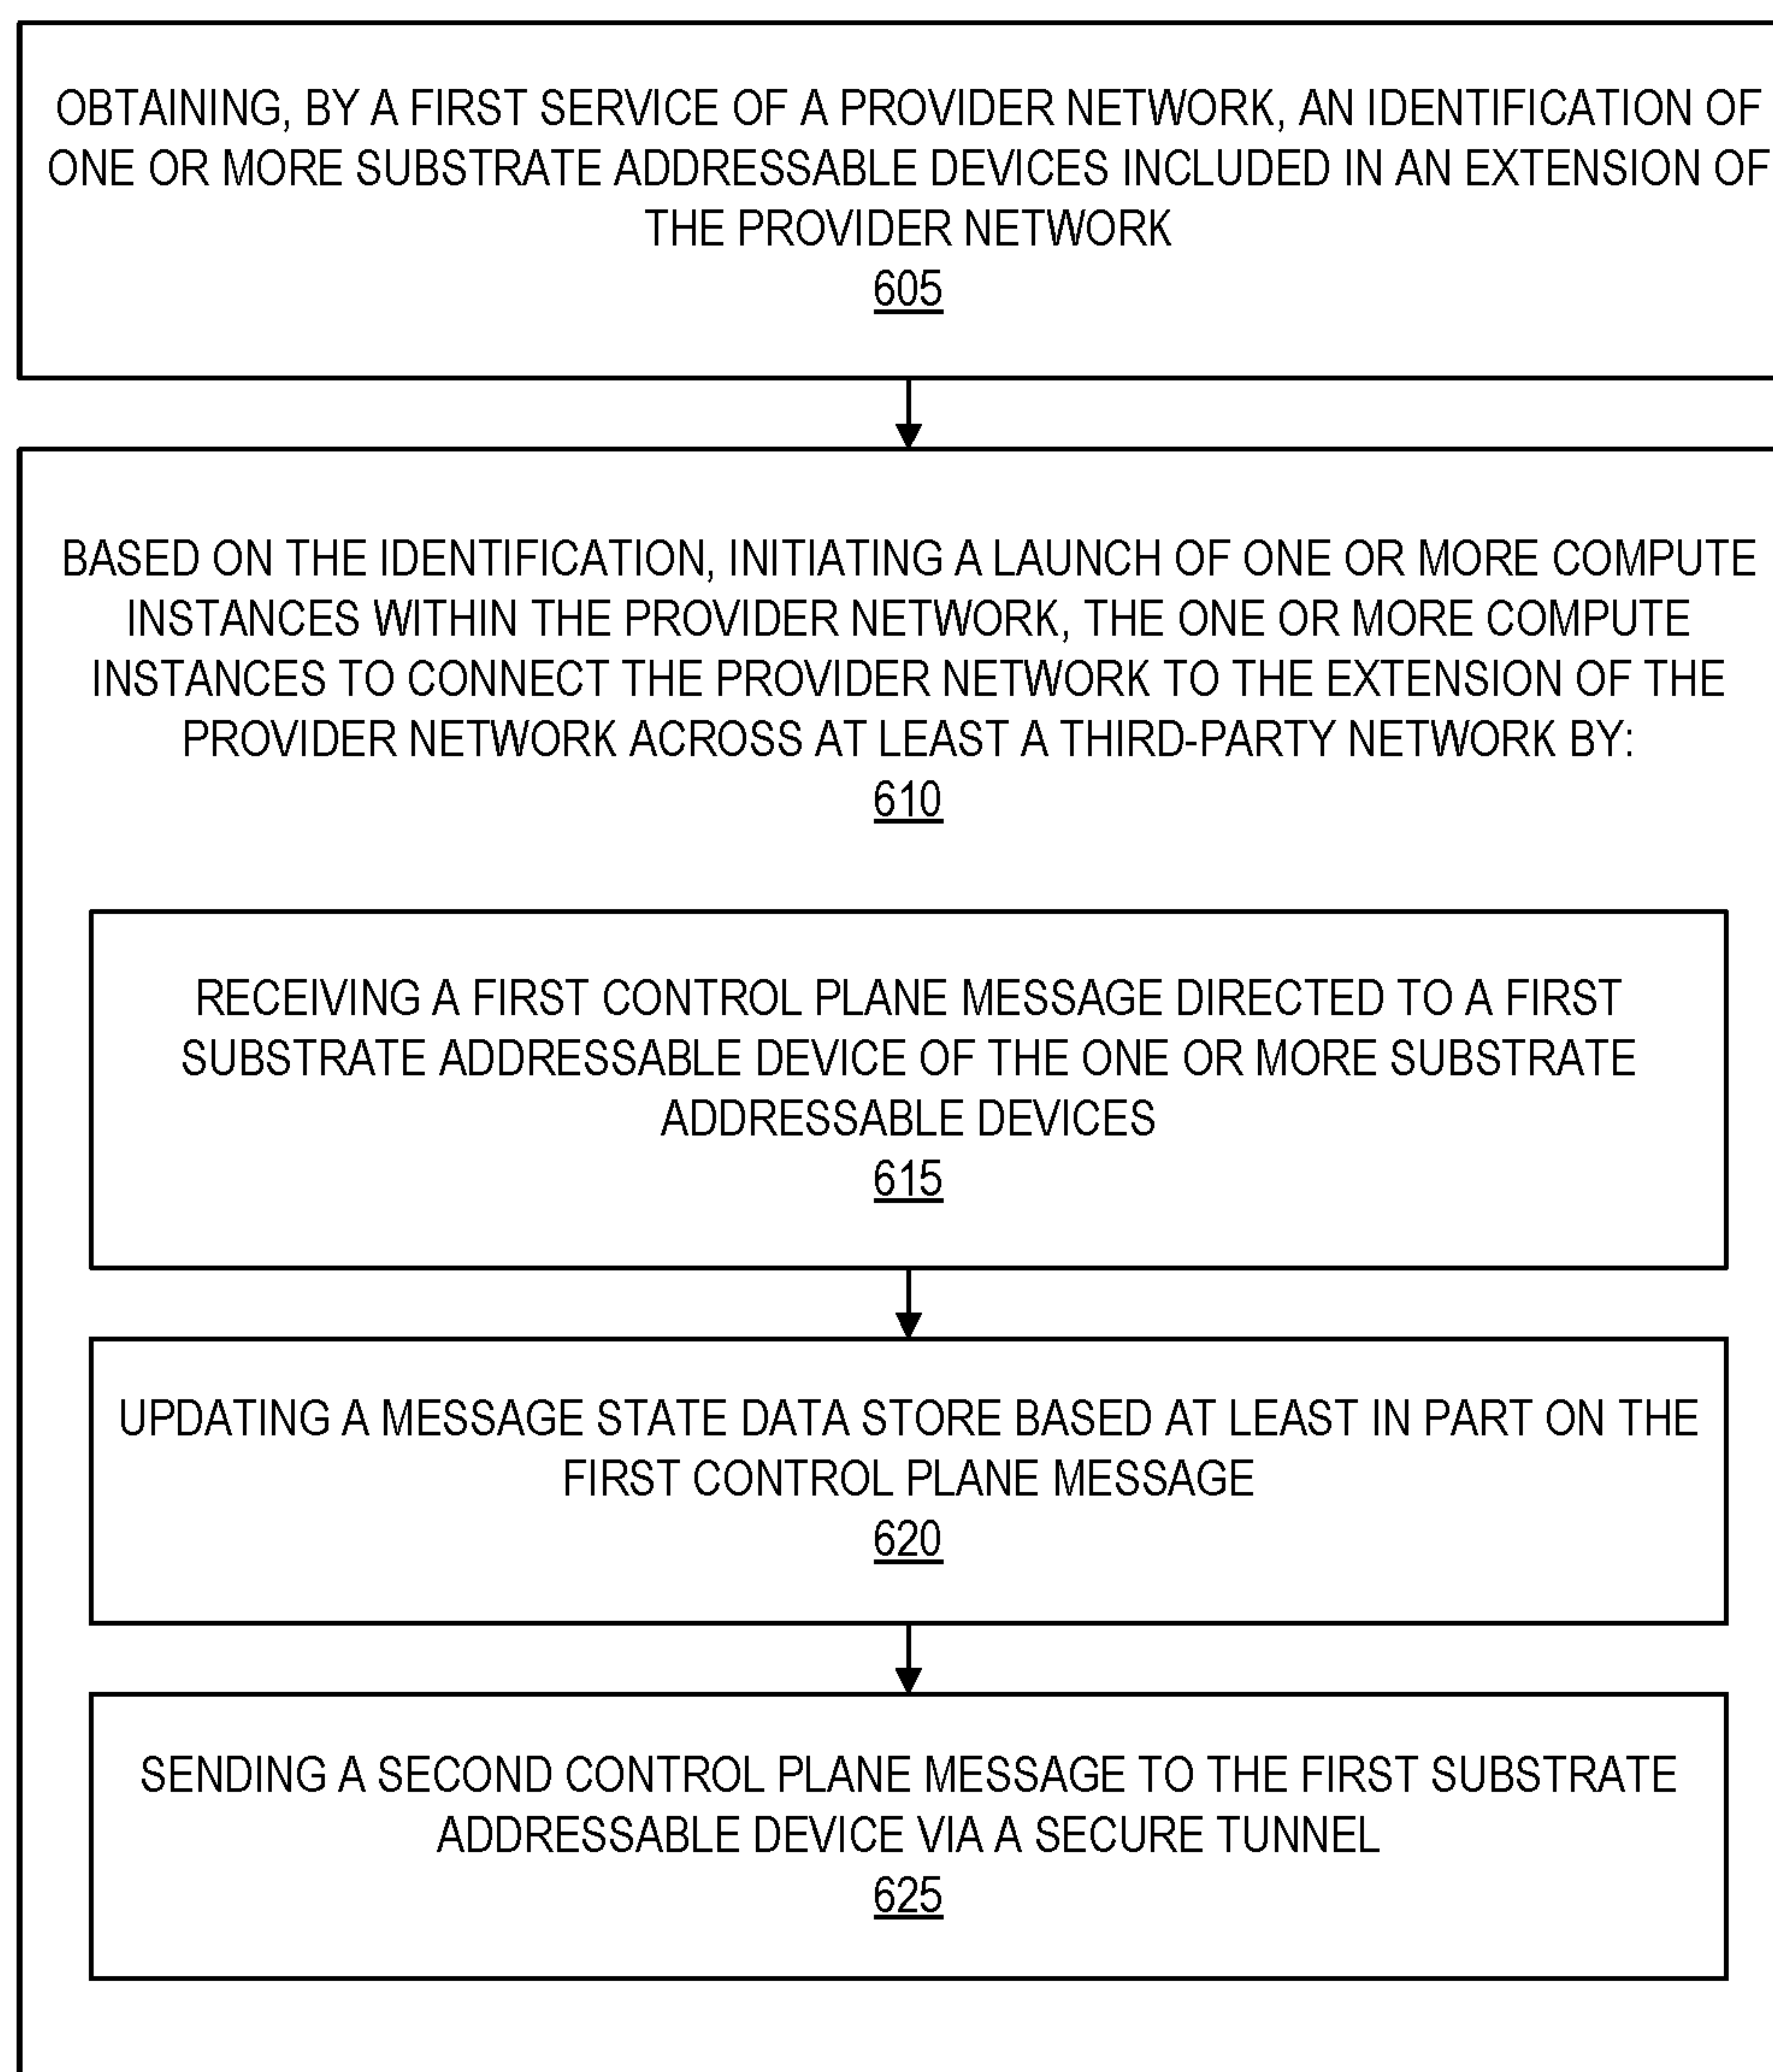 OBTAINING, BY A FIRST SERVICE OF A PROVIDER NETWORK, AN IDENTIFICATION OF
ONE OR MORE SUBSTRATE ADDRESSABLE DEVICES INCLUDED IN AN EXTENSION OF
THE PROVIDER NETWORK
605
BASED ON THE IDENTIFICATION, INITIATING A LAUNCH OF ONE OR MORE COMPUTE
INSTANCES WITHIN THE PROVIDER NETWORK, THE ONE OR MORE COMPUTE
INSTANCES TO CONNECT THE PROVIDER NETWORK TO THE EXTENSION OF THE
PROVIDER NETWORK ACROSS AT LEAST A THIRD-PARTY NETWORK BY:
610
RECEIVING A FIRST CONTROL PLANE MESSAGE DIRECTED TO A FIRST
SUBSTRATE ADDRESSABLE DEVICE OF THE ONE OR MORE SUBSTRATE
ADDRESSABLE DEVICES
615
UPDATING A MESSAGE STATE DATA STORE BASED AT LEAST IN PART ON THE
FIRST CONTROL PLANE MESSAGE
620
SENDING A SECOND CONTROL PLANE MESSAGE TO THE FIRST SUBSTRATE
ADDRESSABLE DEVICE VIA A SECURE TUNNEL
625